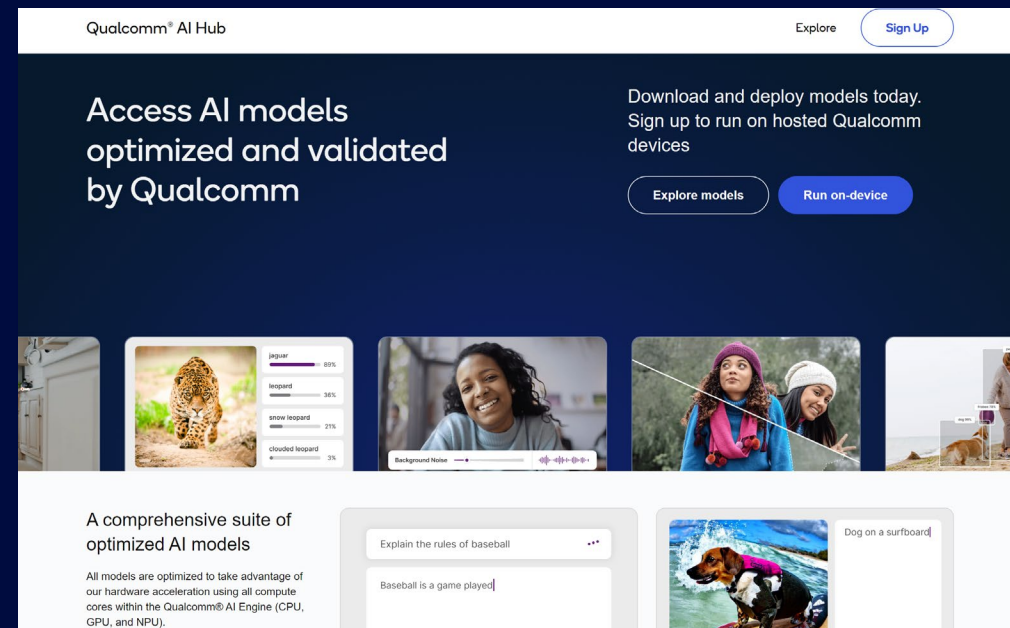 Qualcomm® AI Hub
Explore
Sign Up
Access AI models
optimized and validated
by Qualcomm
Download and deploy models today.
Sign up to run on hosted Qualcomm
devices
Explore models
Run on-device
jaguar
89%
leopard
36%
snow leopard
21%
clouded leopard
3%
Background Noise
A comprehensive suite of
optimized AI models
All models are optimized to take advantage of
our hardware acceleration using all compute
cores within the Qualcomm® AI Engine (CPU,
GPU, and NPU).
Explain the rules of baseball
Baseball is a game played
Dog on a surfboard